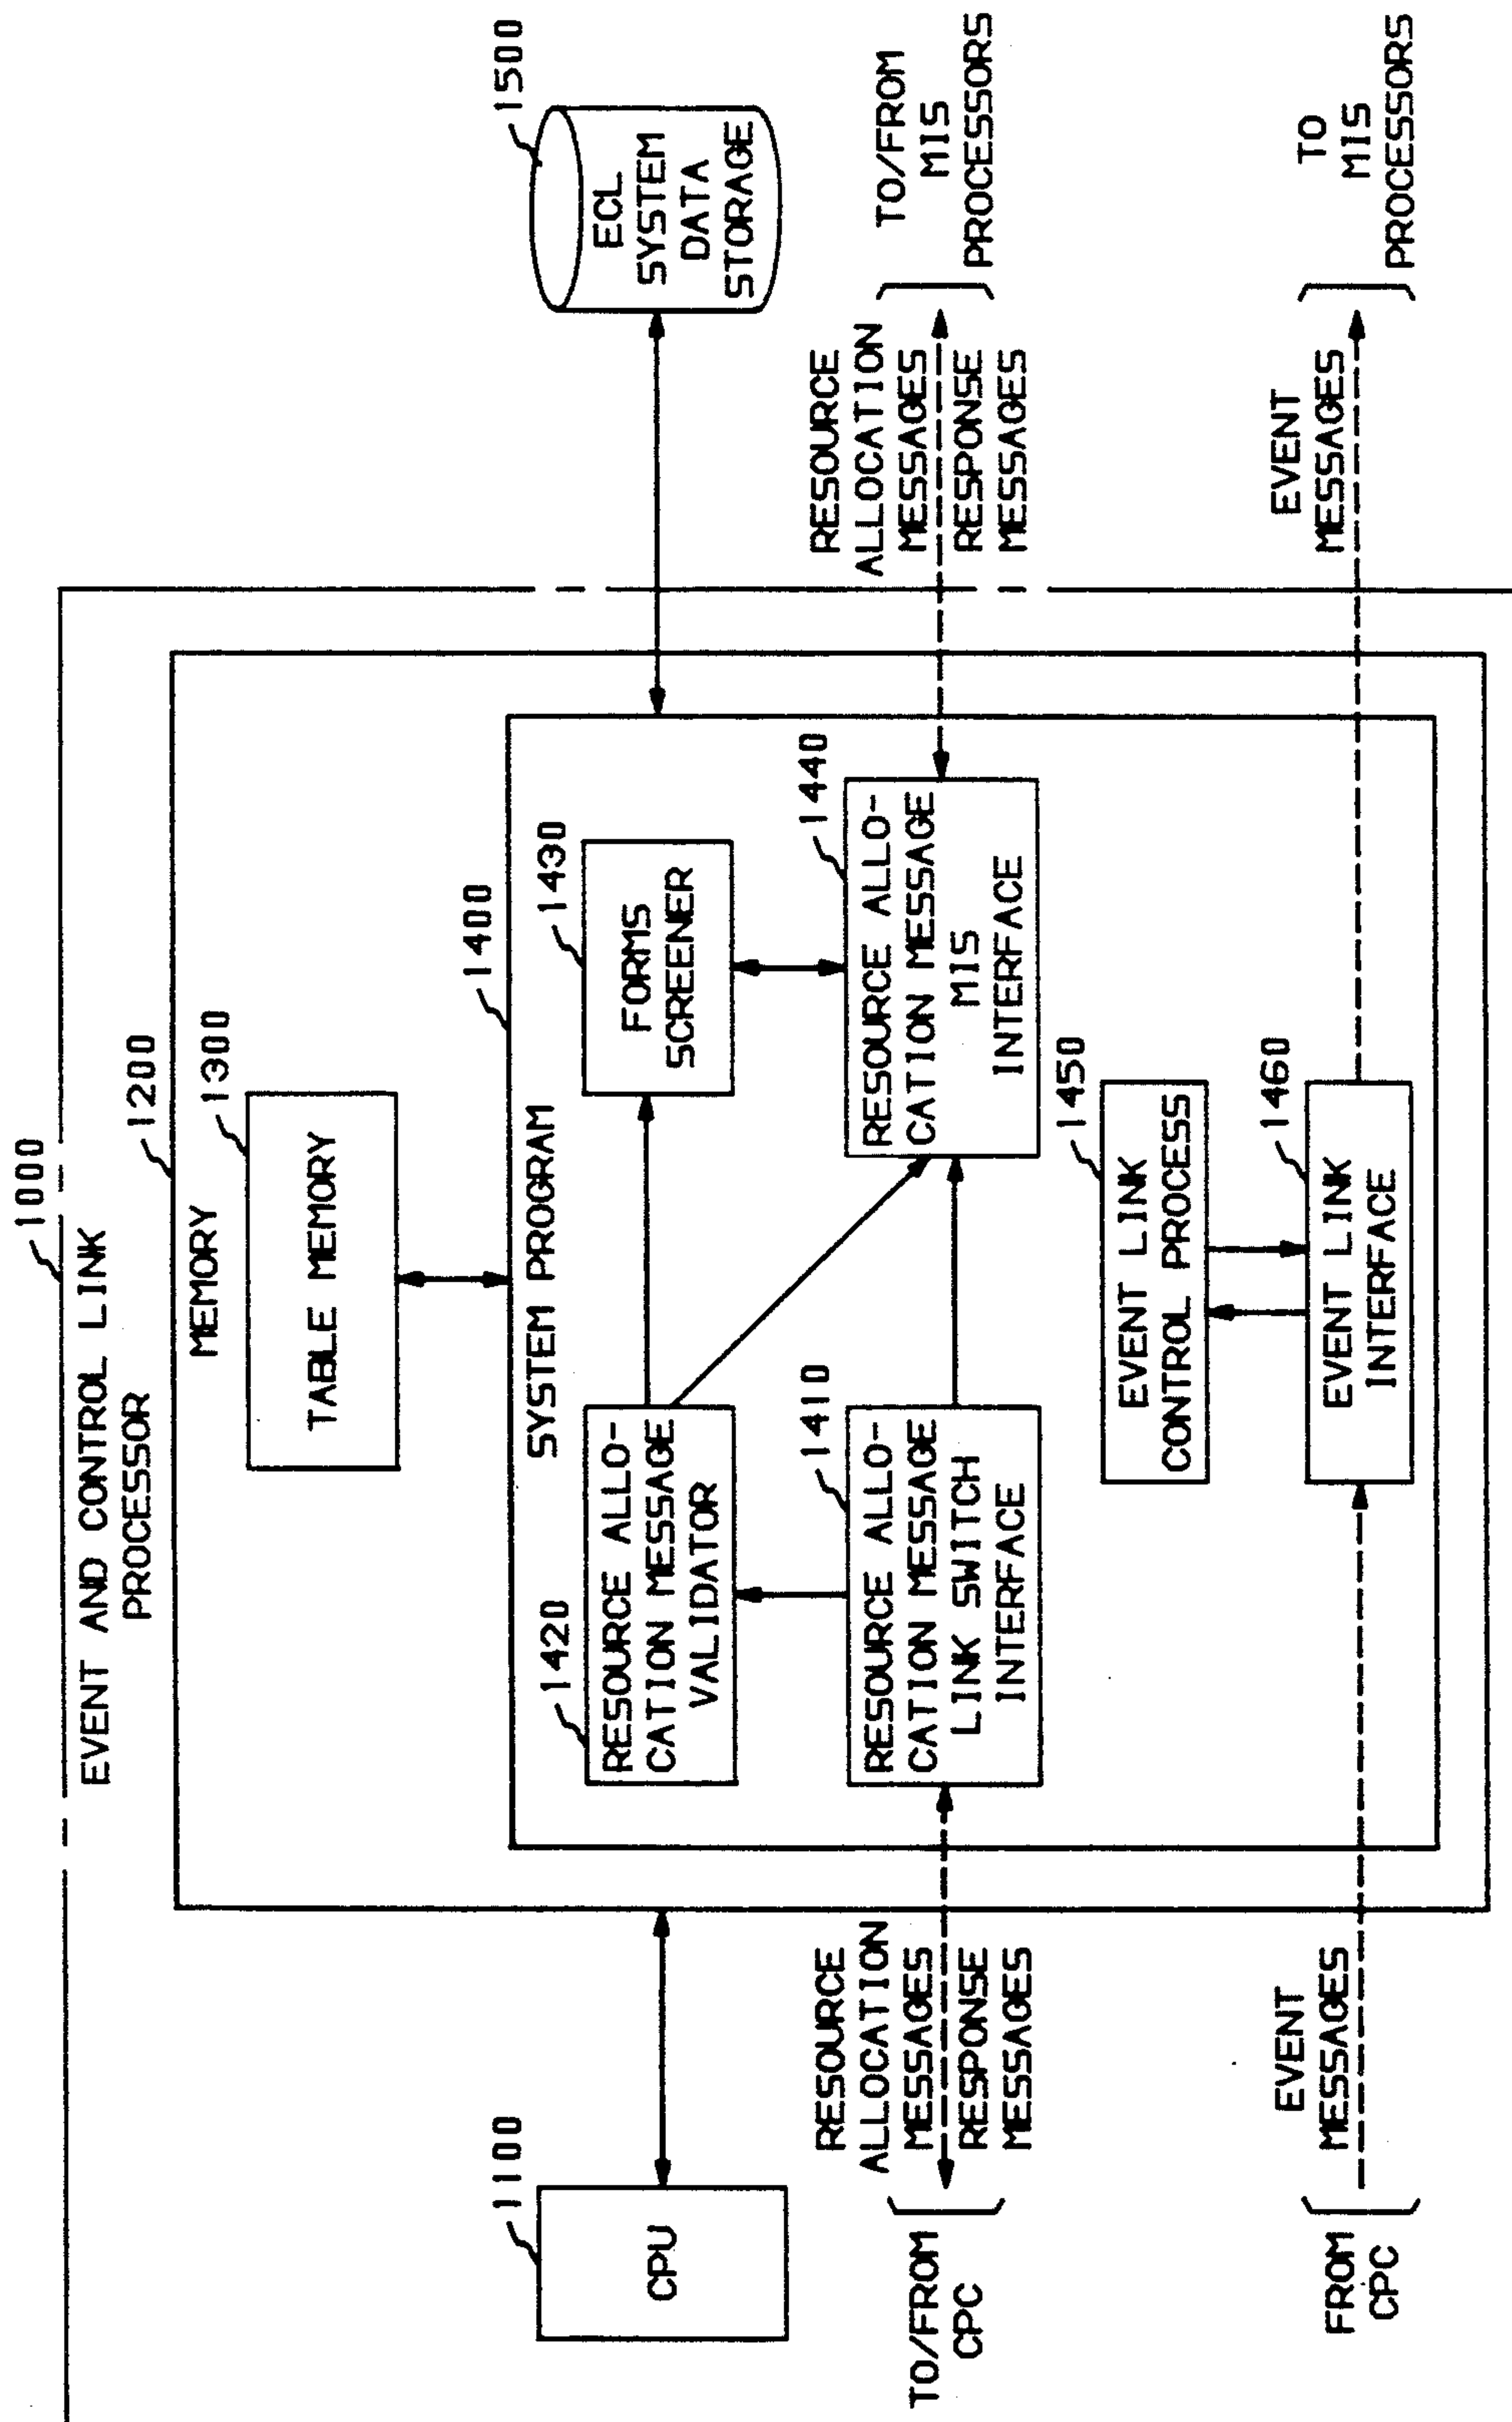 1000
EVENT AND CONTROL LINK
PROCESSOR
1200
MEMORY
1300
TABLE MEMORY
1400
SYSTEM PROGRAM
1100
CPU
1500
ECL
SYSTEM
DATA
STORAGE
1420
RESOURCE ALLO-
CATION MESSAGE
VALIDATOR
1430
FORMS
SCREENER
1410
RESOURCE ALLO-
CATION MESSAGE
LINK SWITCH
INTERFACE
1440
RESOURCE ALLO-
CATION MESSAGE
MIS
INTERFACE
TO/FROM
CPC
RESOURCE
ALLOCATION
MESSAGES
RESPONSE
MESSAGES
RESOURCE
ALLOCATION
MESSAGES
RESPONSE
MESSAGES
TO/FROM
MIS
PROCESSORS
1450
EVENT LINK
CONTROL PROCESS
1460
EVENT LINK
INTERFACE
FROM
CPC
EVENT
MESSAGES
EVENT
MESSAGES
TO
MIS
PROCESSORS